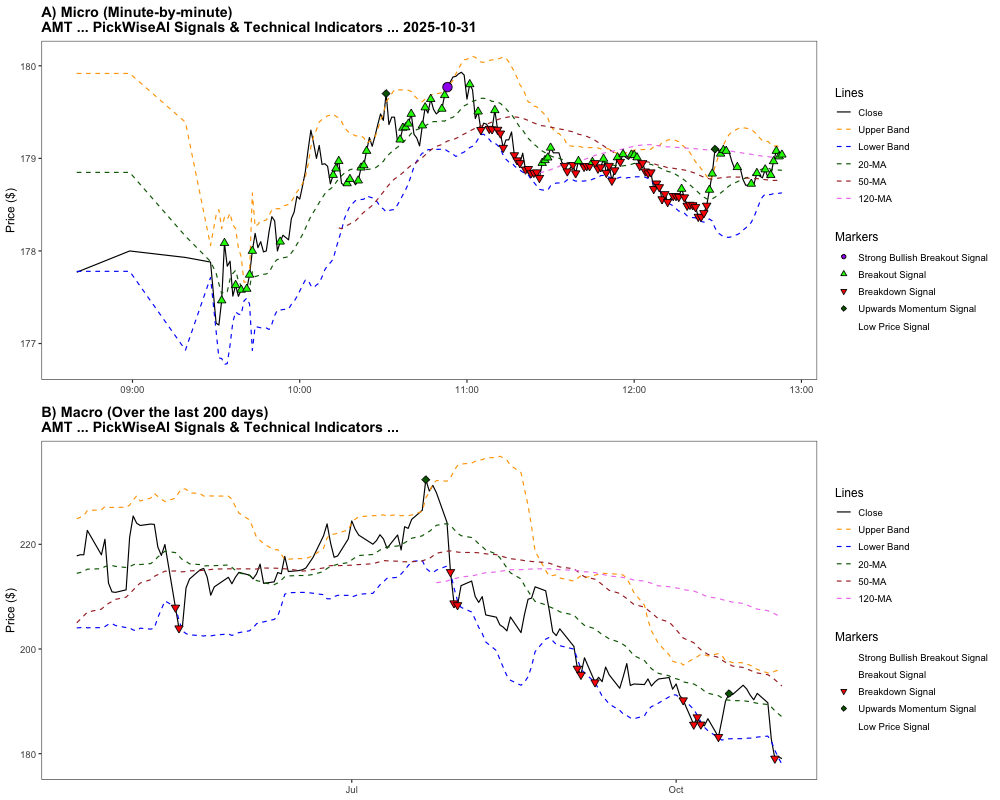 A) Micro (Minute-by-minute)
AMT ... PickWiseAI Signals & Technical Indicators ... 2025-10-31
Price ($)
180
179
178
177
09:00
10:00
11:00
12:00
13:00
Lines
Close
Upper Band
Lower Band
20-MA
50-MA
120-MA
Markers
Strong Bullish Breakout Signal
Breakout Signal
Breakdown Signal
Upwards Momentum Signal
Low Price Signal
B) Macro (Over the last 200 days)
AMT ... PickWiseAI Signals & Technical Indicators ...
Price ($)
220
200
180
Jul
Oct
Lines
Close
Upper Band
Lower Band
20-MA
50-MA
120-MA
Markers
Strong Bullish Breakout Signal
Breakout Signal
Breakdown Signal
Upwards Momentum Signal
Low Price Signal